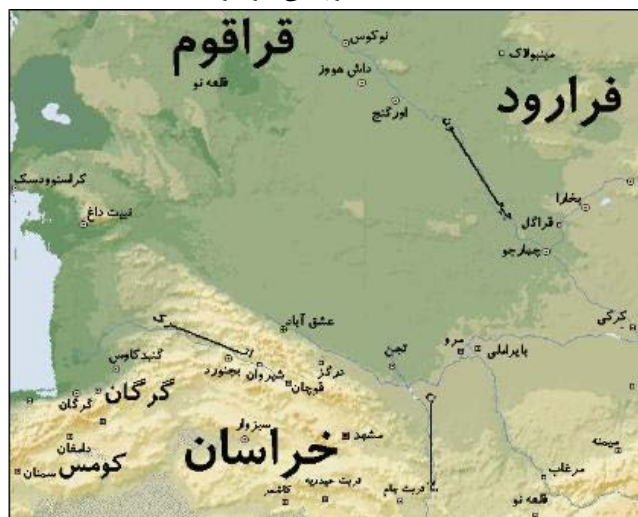 نوکوس
قراقوم
مینبولاک
داش هووز
قلعه نو
فرارود
اورگنج
کراسنوودسک
بخارا
نبیت داغ
قراگل
چهارجو
کرکی
عشق آباد
مرو
بایرامعلی
تجن
گنبدکاوس
بجنورد
شیروان
درگز
قوچان
گرگان
گرگان
سبزوار
مشهد
خراسان
میمنه
دامغان
کومس
سمنان
مرغاب
کاشمر
تربت حیدریه
تربت جام
قلعه نو